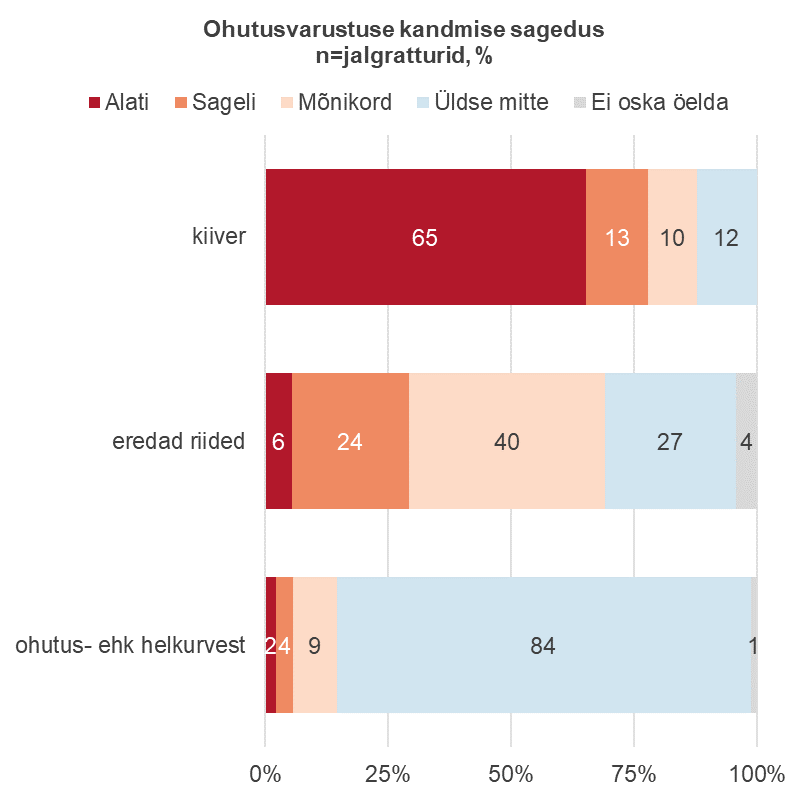 Ohutusvarustuse kandmise sagedus
n=jalgratturid, %
Alati Sageli Mõnikord Üldse mitte Ei oska öelda
kiiver 65 13 10 12
eredad riided 6 24 40 27 4
ohutus- ehk helkurvest 2 4 9 84 1
0% 25% 50% 75% 100%